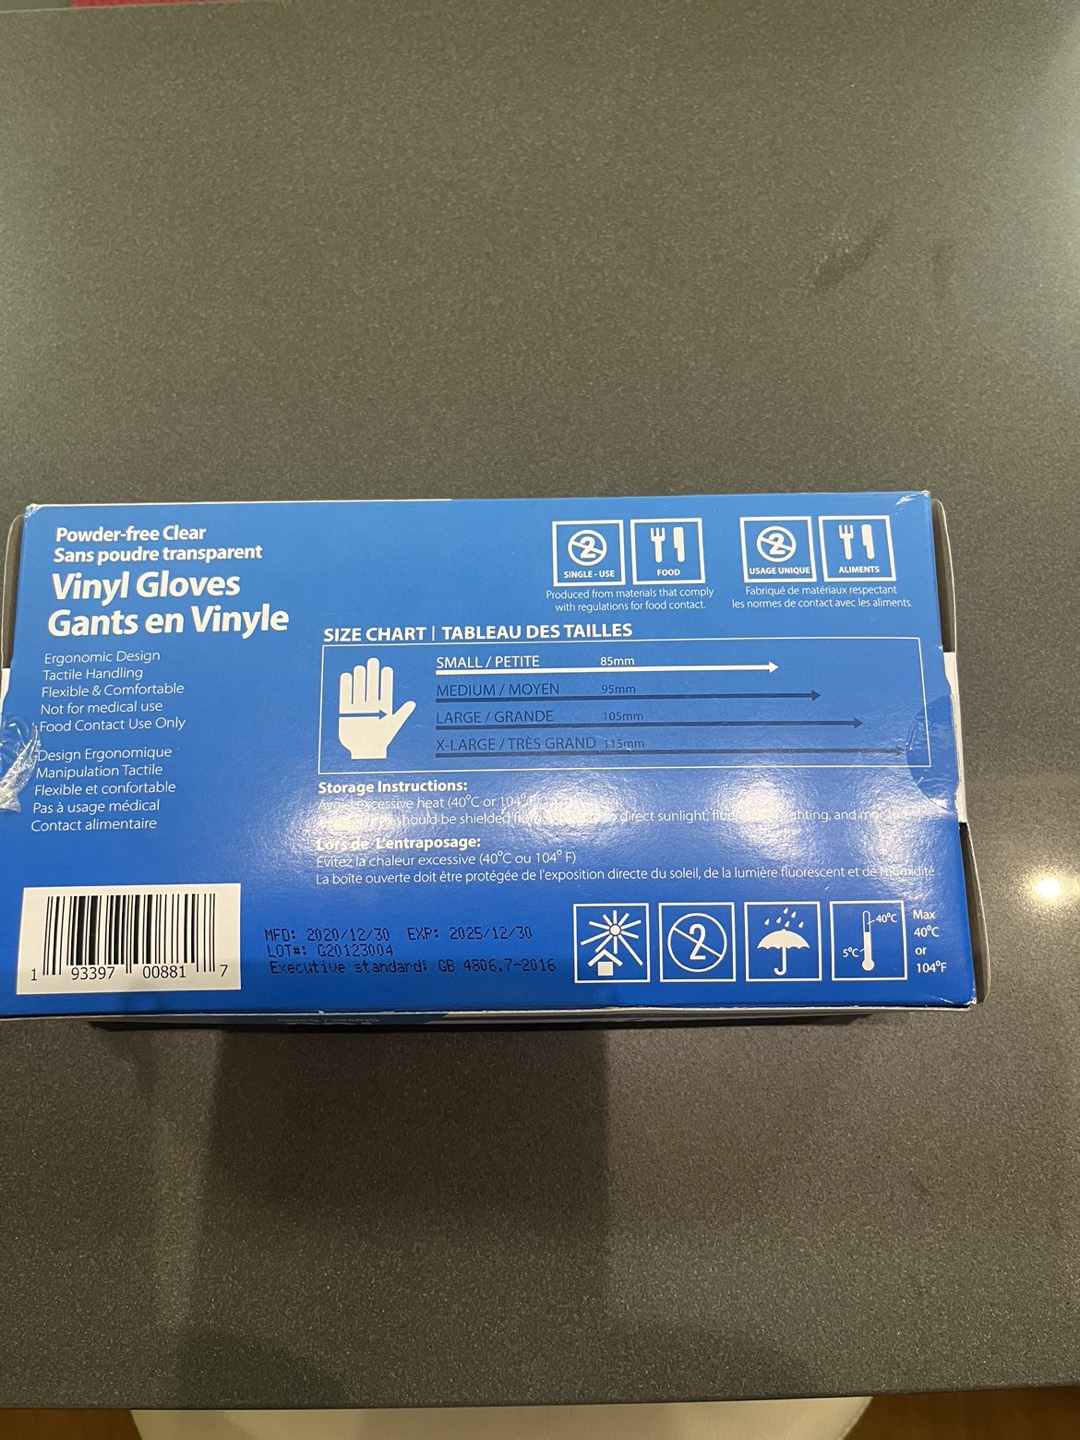 Powder-free Clear
Sans poudre transparent
Vinyl Gloves
Gants en Vinyle
Ergonomic Design
Tactile Handling
Flexible & Comfortable
Not for medical use
Food Contact Use Only
Design Ergonomique
Manipulation Tactile
Flexible et confortable
Pas à usage médical
Contact alimentaire
2 2
SINGLE - USE FOOD USAGE UNIQUE ALIMENTS
Produced from materials that comply
with regulations for food contact.
Fabriqué de matériaux respectant
les normes de contact avec les aliments.
SIZE CHART | TABLEAU DES TAILLES
SMALL / PETITE 85mm
MEDIUM / MOYEN 95mm
LARGE / GRANDE 105mm
X-LARGE / TRÈS GRAND 115mm
Storage Instructions:
Avoid excessive heat (40°C or 104°F)
should be shielded direct sunlight, lighting, and
Lors de L'entraposage:
Évitez la chaleur excessive (40°C ou 104° F)
La boîte ouverte doit être protégée de l'exposition directe du soleil, de la lumière fluorescent et de l'humidité
1 93397 00881 7
MFD: 2020/12/30 EXP: 2025/12/30
LOT#: G20123004
Executive standard: GB 4806.7-2016
2
40°C
5°C
Max
40°C
or
104°F